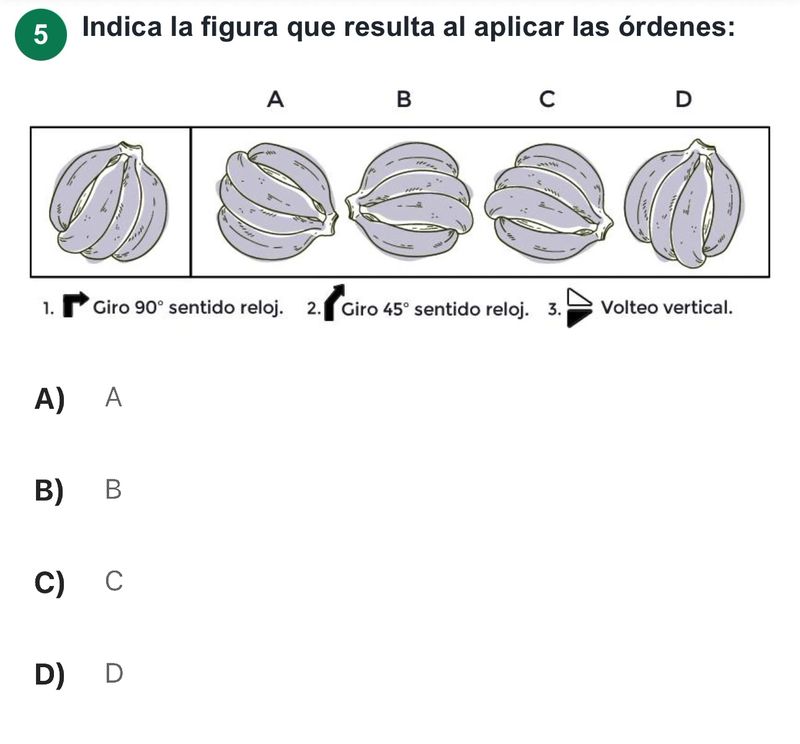 5 Indica la figura que resulta al aplicar las órdenes:
A B C D
1. Giro 90° sentido reloj. 2. Giro 45° sentido reloj. 3. Volteo vertical.
A) A
B) B
C) C
D) D